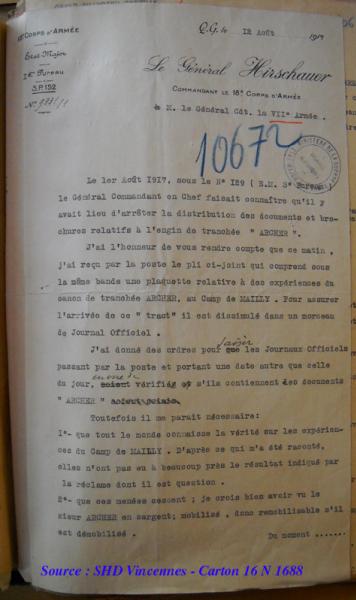 18e CORPS D'ARMÉE
Q.G. le 12 Août 1917
État-Major
Bureau
S.P. 152
Le Général Hirschauer
COMMANDANT LE 18e CORPS D'ARMÉE
à M. le Général Cdt. la VIIe Armée.
10672
Le 1er Août 1917, sous le N° 129 ( E.M. 3e Bureau )
le Général Commandant en Chef faisait connaître qu'il y
avait lieu d'arrêter la distribution des documents et bro-
chures relatifs à l'engin de tranchée " ARCHER ".
J'ai l'honneur de vous rendre compte que ce matin,
j'ai reçu par la poste le pli ci-joint qui comprend sous
la même bande une plaquette relative à des expériences du
canon de tranchée ARCHER, au Camp de MAILLY . Pour assurer
l'arrivée de ce " tract" il est dissimulé dans un morceau
de Journal Officiel .
J'ai donné des ordres pour que les Journaux Officiels
passant par la poste et portant une date autre que celle
du jour, soient vérifiés et s'ils contiennent des documents
" ARCHER "
Toutefois il me parait nécessaire:
1°- que tout le monde connaisse la vérité sur les expérien-
ces du Camp de MAILLY . D'après ce qui m'a été raconté,
elles n'ont pas eu à beaucoup près le résultat indiqué par
la réclame dont il est question .
2°- que ces menées cessent ; je crois bien avoir vu le
sieur ARCHER en sergent; mobilisé , donc remobilisable s'il
est démobilisé .
Du moment .......
Source : SHD Vincennes - Carton 16 N 1688